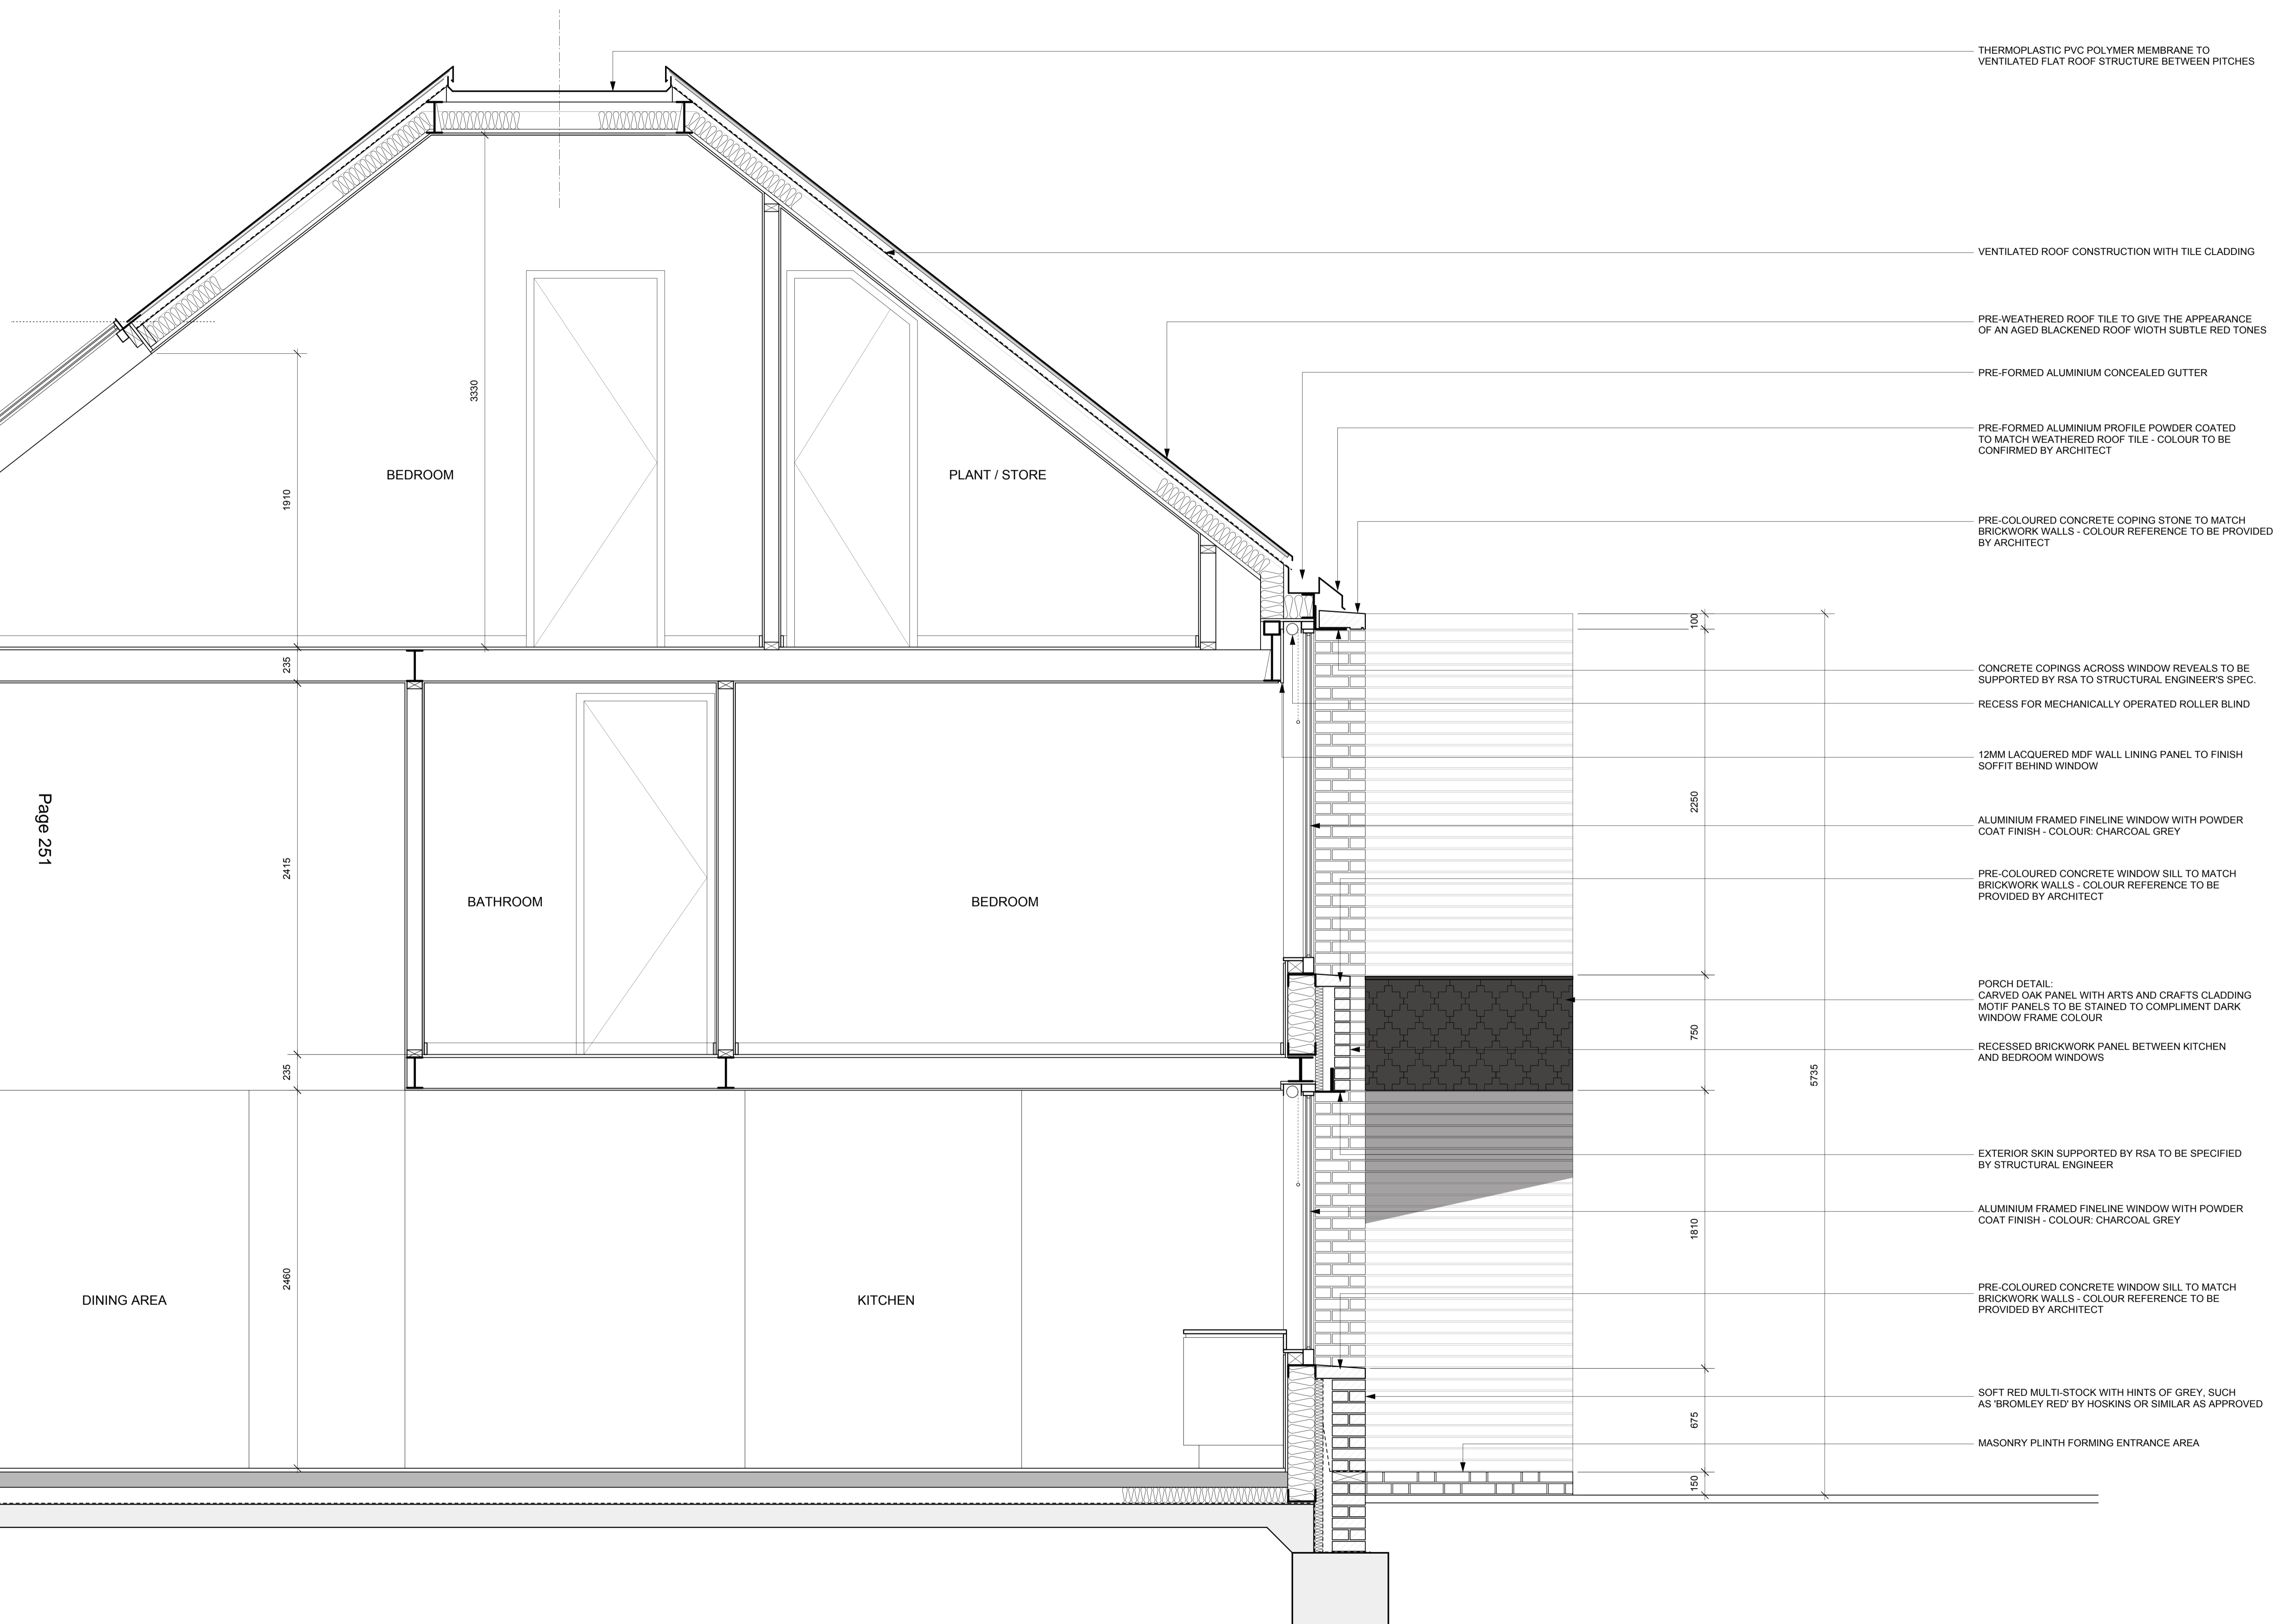 THERMOPLASTIC PVC POLYMER MEMBRANE TO
VENTILATED FLAT ROOF STRUCTURE BETWEEN PITCHES
VENTILATED ROOF CONSTRUCTION WITH TILE CLADDING
PRE-WEATHERED ROOF TILE TO GIVE THE APPEARANCE
OF AN AGED BLACKENED ROOF WIOTH SUBTLE RED TONES
PRE-FORMED ALUMINIUM CONCEALED GUTTER
PRE-FORMED ALUMINIUM PROFILE POWDER COATED
TO MATCH WEATHERED ROOF TILE - COLOUR TO BE
CONFIRMED BY ARCHITECT
PRE-COLOURED CONCRETE COPING STONE TO MATCH
BRICKWORK WALLS - COLOUR REFERENCE TO BE PROVIDED
BY ARCHITECT
CONCRETE COPINGS ACROSS WINDOW REVEALS TO BE
SUPPORTED BY RSA TO STRUCTURAL ENGINEER'S SPEC.
RECESS FOR MECHANICALLY OPERATED ROLLER BLIND
12MM LACQUERED MDF WALL LINING PANEL TO FINISH
SOFFIT BEHIND WINDOW
ALUMINIUM FRAMED FINELINE WINDOW WITH POWDER
COAT FINISH - COLOUR: CHARCOAL GREY
PRE-COLOURED CONCRETE WINDOW SILL TO MATCH
BRICKWORK WALLS - COLOUR REFERENCE TO BE
PROVIDED BY ARCHITECT
PORCH DETAIL:
CARVED OAK PANEL WITH ARTS AND CRAFTS CLADDING
MOTIF PANELS TO BE STAINED TO COMPLIMENT DARK
WINDOW FRAME COLOUR
RECESSED BRICKWORK PANEL BETWEEN KITCHEN
AND BEDROOM WINDOWS
EXTERIOR SKIN SUPPORTED BY RSA TO BE SPECIFIED
BY STRUCTURAL ENGINEER
ALUMINIUM FRAMED FINELINE WINDOW WITH POWDER
COAT FINISH - COLOUR: CHARCOAL GREY
PRE-COLOURED CONCRETE WINDOW SILL TO MATCH
BRICKWORK WALLS - COLOUR REFERENCE TO BE
PROVIDED BY ARCHITECT
SOFT RED MULTI-STOCK WITH HINTS OF GREY, SUCH
AS 'BROMLEY RED' BY HOSKINS OR SIMILAR AS APPROVED
MASONRY PLINTH FORMING ENTRANCE AREA
BEDROOM
PLANT / STORE
BATHROOM
BEDROOM
DINING AREA
KITCHEN
Page 251
3330
1910
235
2415
235
2460
100
2250
750
1810
675
150
5735